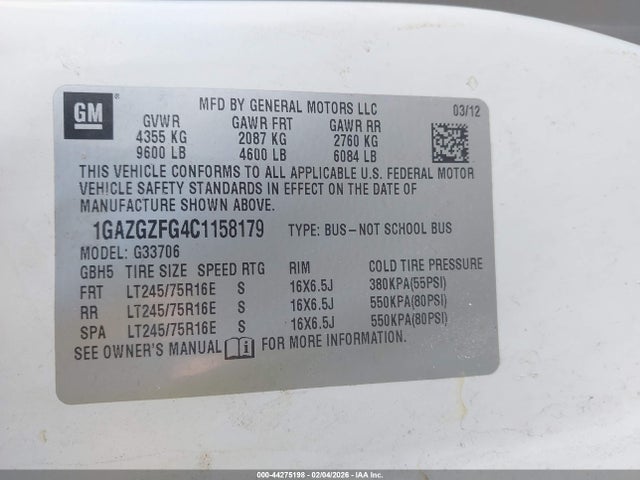 GM
MFD BY GENERAL MOTORS LLC
03/12
GVWR GAWR FRT GAWR RR
4355 KG 2087 KG 2760 KG
9600 LB 4600 LB 6084 LB
THIS VEHICLE CONFORMS TO ALL APPLICABLE U.S. FEDERAL MOTOR
VEHICLE SAFETY STANDARDS IN EFFECT ON THE DATE OF
MANUFACTURE SHOWN ABOVE.
1GAZGZFG4C1158179 TYPE: BUS–NOT SCHOOL BUS
MODEL: G33706
GBH5 TIRE SIZE SPEED RTG RIM COLD TIRE PRESSURE
FRT LT245/75R16E S 16X6.5J 380KPA(55PSI)
RR LT245/75R16E S 16X6.5J 550KPA(80PSI)
SPA LT245/75R16E S 16X6.5J 550KPA(80PSI)
SEE OWNER'S MANUAL FOR MORE INFORMATION.
000-44275198 - 02/04/2026 - IAA Inc.